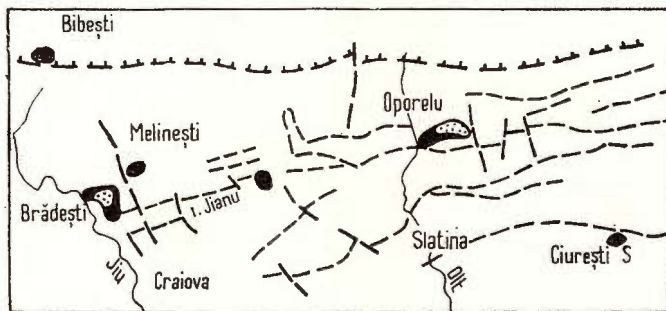 Bibești
Oporelu
Melinești
Brădești
I. Jianu
Slatina
Ciurești S
Jiu
Craiova
Olt